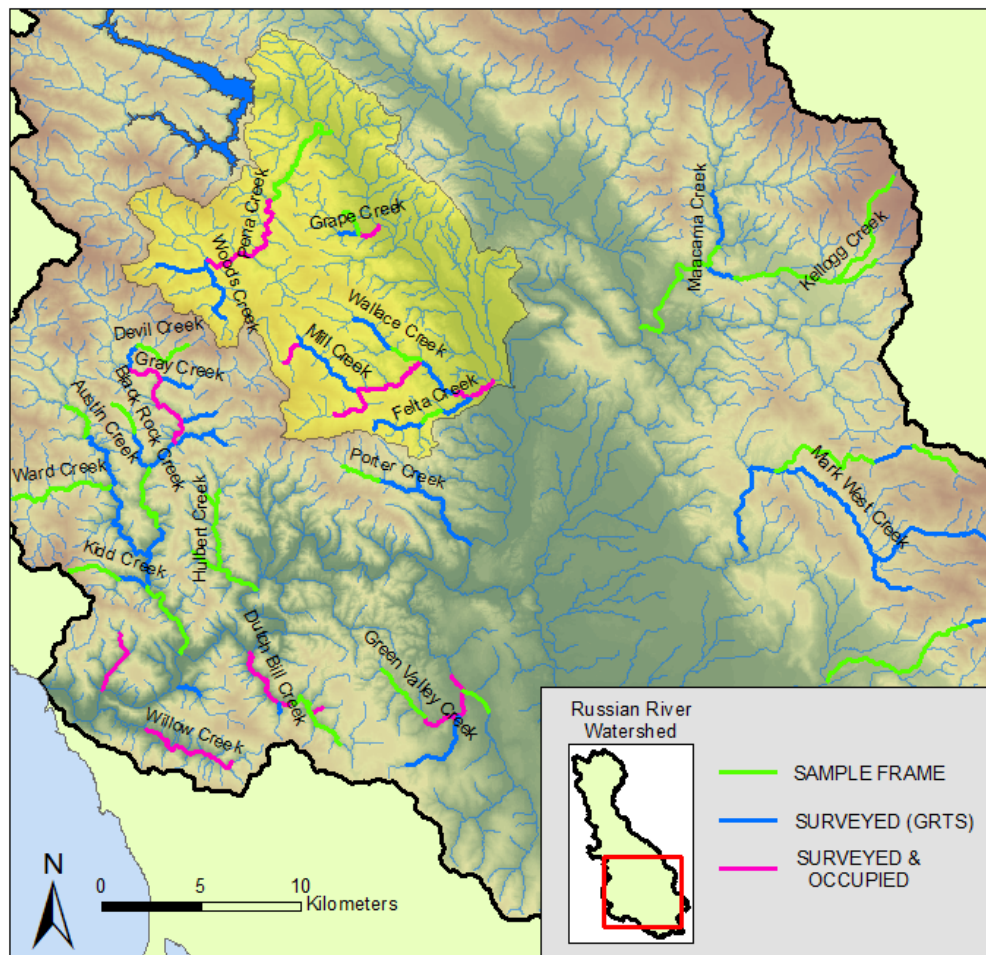 Pena Creek
Grape Creek
Woods Creek
Maacama Creek
Kellogg Creek
Wallace Creek
Mill Creek
Devil Creek
Gray Creek
Black Rock Creek
Austin Creek
Felta Creek
Ward Creek
Porter Creek
Mark West Creek
Hulbert Creek
Kidd Creek
Dutch Bill Creek
Green Valley Creek
Willow Creek
Russian River
Watershed
SAMPLE FRAME
SURVEYED (GRTS)
SURVEYED &
OCCUPIED
N
0 5 10
Kilometers